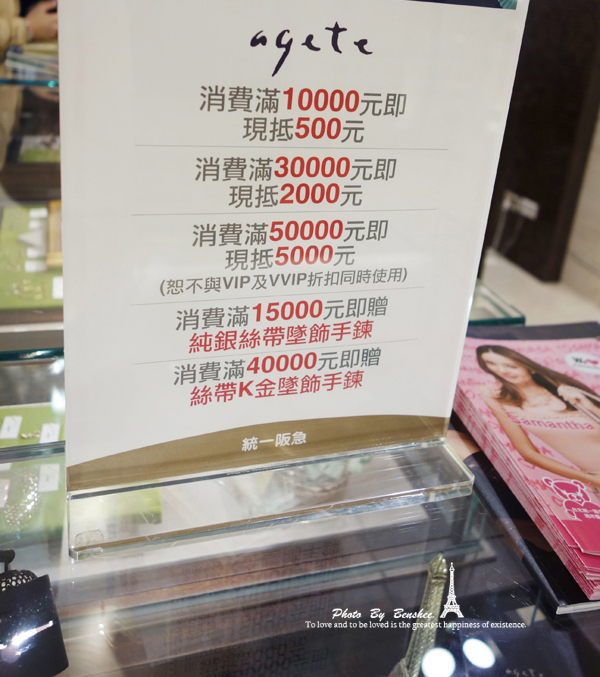 agete
消費滿10000元即
現抵500元
消費滿30000元即
現抵2000元
消費滿50000元即
現抵5000元
(恕不與VIP及VVIP折扣同時使用)
消費滿15000元即贈
純銀絲帶墜飾手鍊
消費滿40000元即贈
絲帶K金墜飾手鍊
統一阪急
Samantha
Photo By Benshee
To love and to be loved is the greatest happiness of existence.
agete